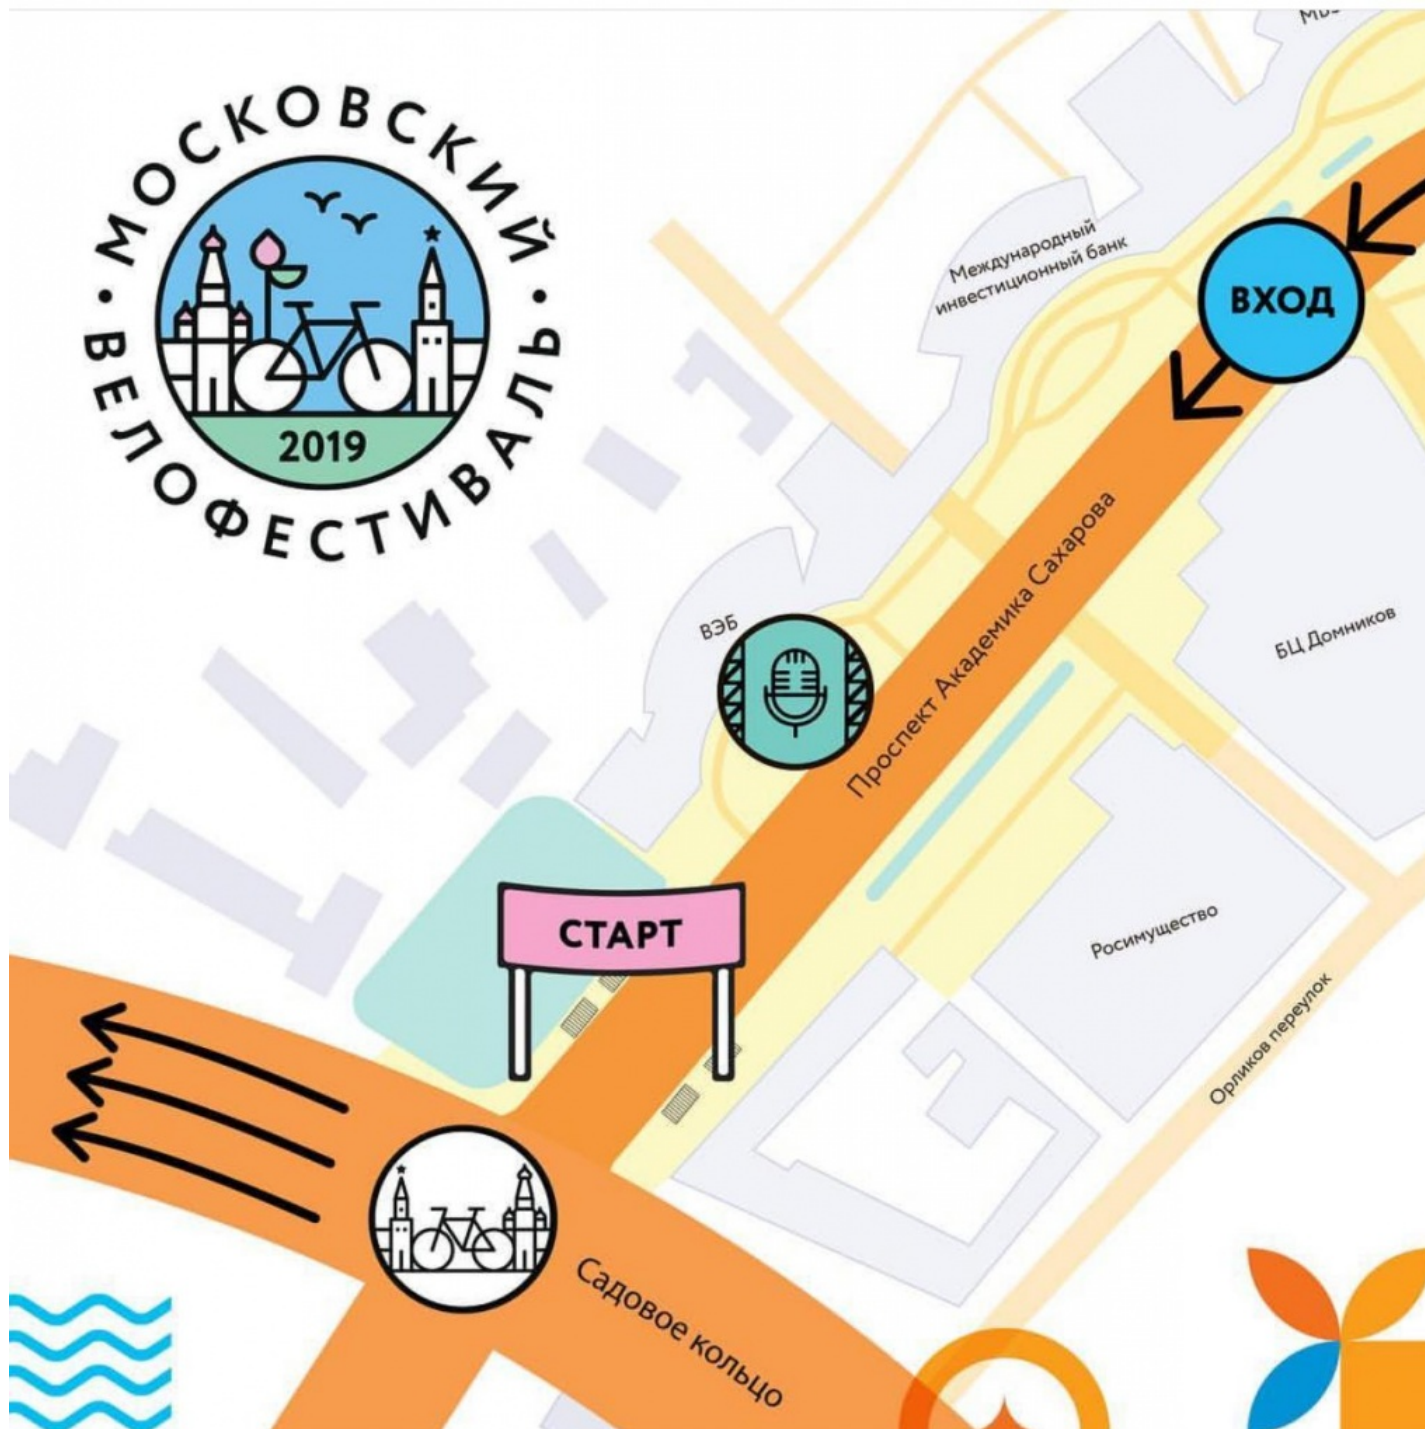 МОСКОВСКИЙ
ВЕЛОФЕСТИВАЛЬ
2019
Международный
инвестиционный банк
ВХОД
Проспект Академика Сахарова
ВЭБ
БЦ Домников
СТАРТ
Росимущество
Орликов переулок
Садовое кольцо